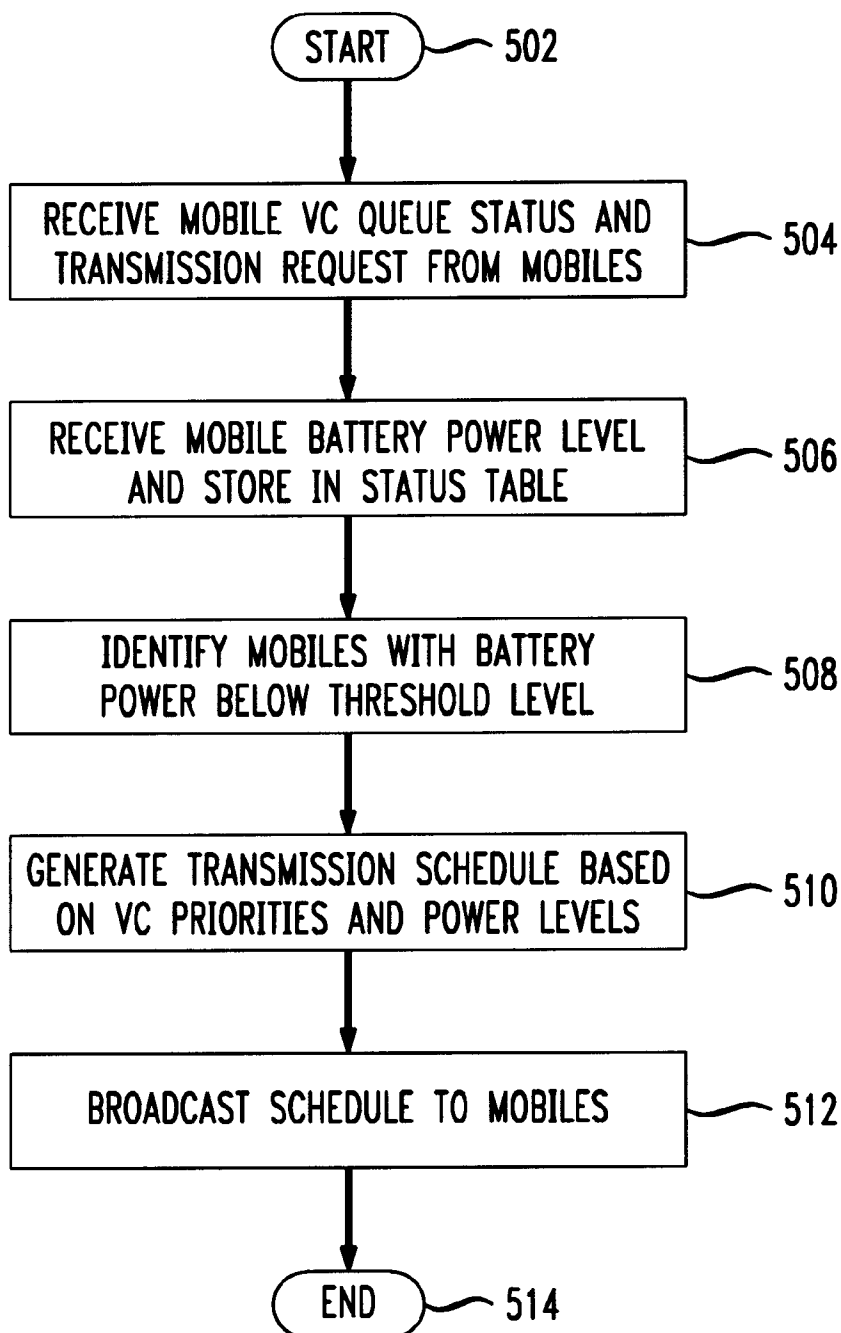 START 502
RECEIVE MOBILE VC QUEUE STATUS AND
TRANSMISSION REQUEST FROM MOBILES
504
RECEIVE MOBILE BATTERY POWER LEVEL
AND STORE IN STATUS TABLE
506
IDENTIFY MOBILES WITH BATTERY
POWER BELOW THRESHOLD LEVEL
508
GENERATE TRANSMISSION SCHEDULE BASED
ON VC PRIORITIES AND POWER LEVELS
510
BROADCAST SCHEDULE TO MOBILES
512
END 514